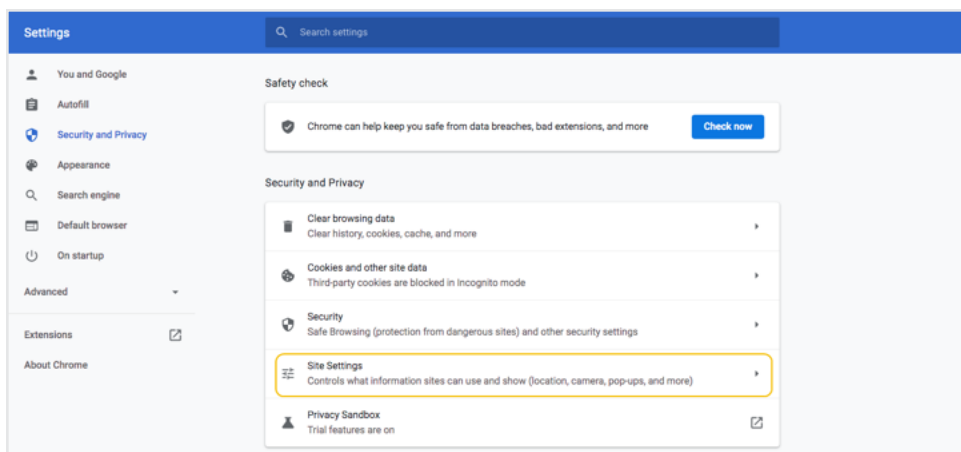 Settings
Search settings
You and Google
Autofill
Security and Privacy
Appearance
Search engine
Default browser
On startup
Advanced
Extensions
About Chrome
Safety check
Chrome can help keep you safe from data breaches, bad extensions, and more
Check now
Security and Privacy
Clear browsing data
Clear history, cookies, cache, and more
Cookies and other site data
Third-party cookies are blocked in Incognito mode
Security
Safe Browsing (protection from dangerous sites) and other security settings
Site Settings
Controls what information sites can use and show (location, camera, pop-ups, and more)
Privacy Sandbox
Trial features are on